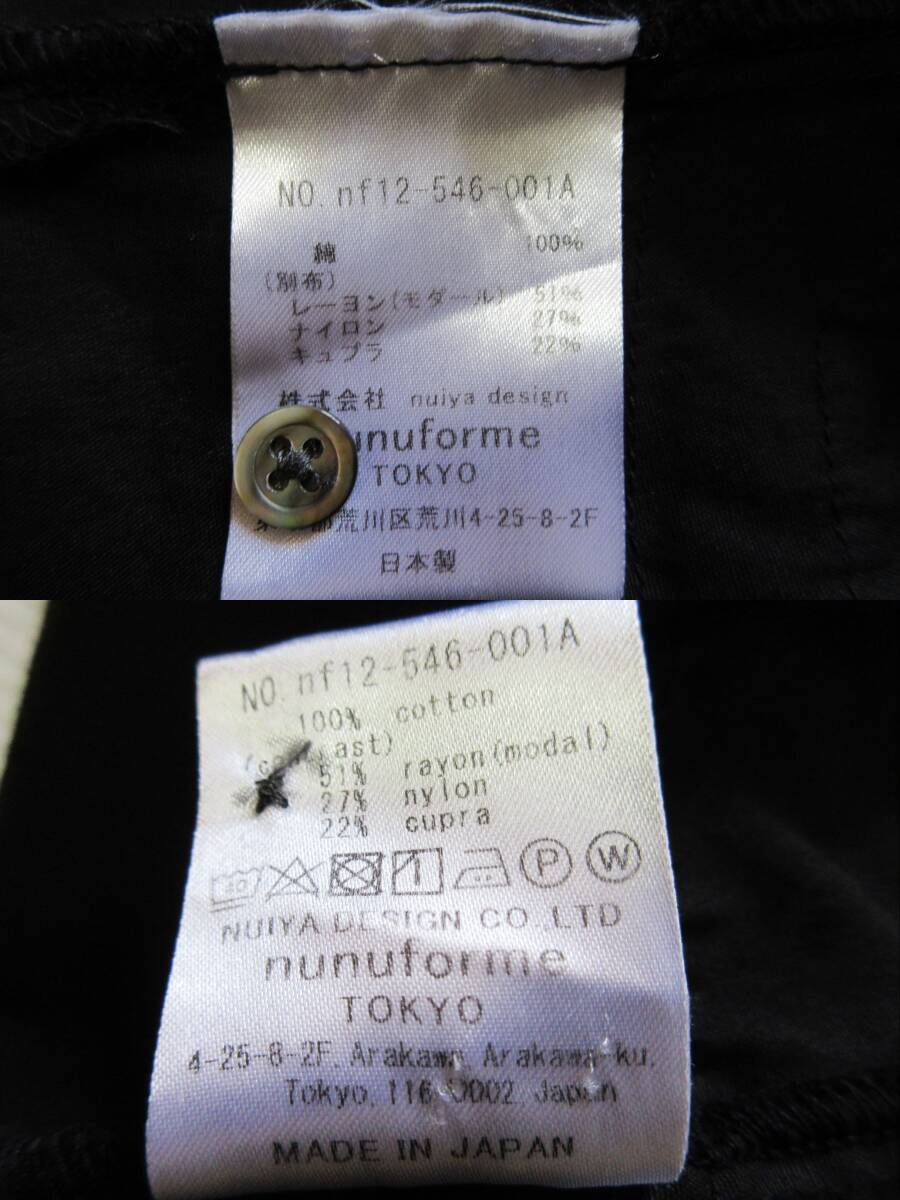 NO. nf12-546-001A
綿 100%
(別布)
レーヨン(モダール) 51%
ナイロン 27%
キュプラ 22%
株式会社 nuiya design
nunuforme
TOKYO
荒川区荒川4-25-8-2F
日本製
NO. nf12-546-001A
100% cotton
51% rayon(modal)
27% nylon
22% cupra
40 1 P W
NUIYA DESIGN CO.,LTD
nunuforme
TOKYO
4-25-8-2F, Arakawa, Arakawa-ku,
Tokyo, 116-0002, Japan
MADE IN JAPAN